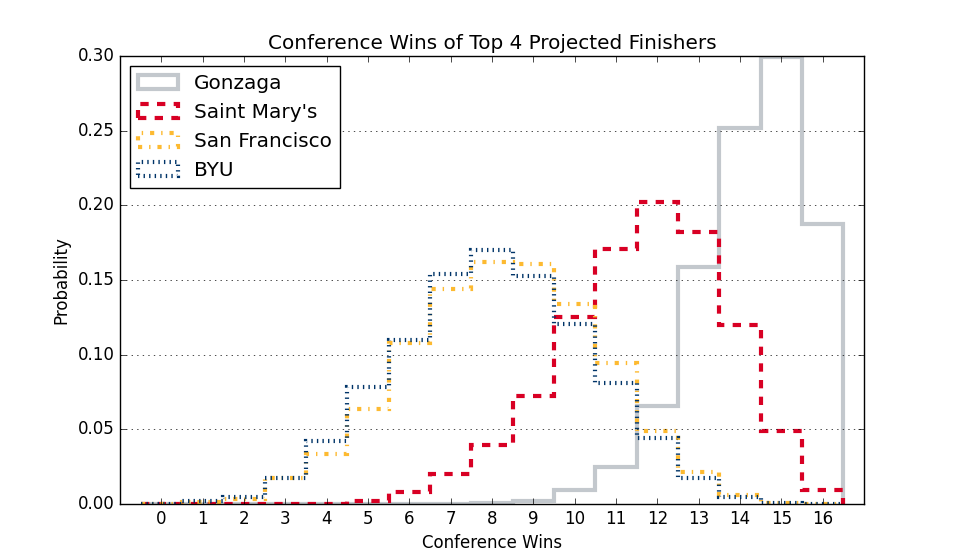 Conference Wins of Top 4 Projected Finishers
0.30
0.25
0.20
0.15
0.10
0.05
0.00
Probability
Gonzaga
Saint Mary's
San Francisco
BYU
0 1 2 3 4 5 6 7 8 9 10 11 12 13 14 15 16
Conference Wins